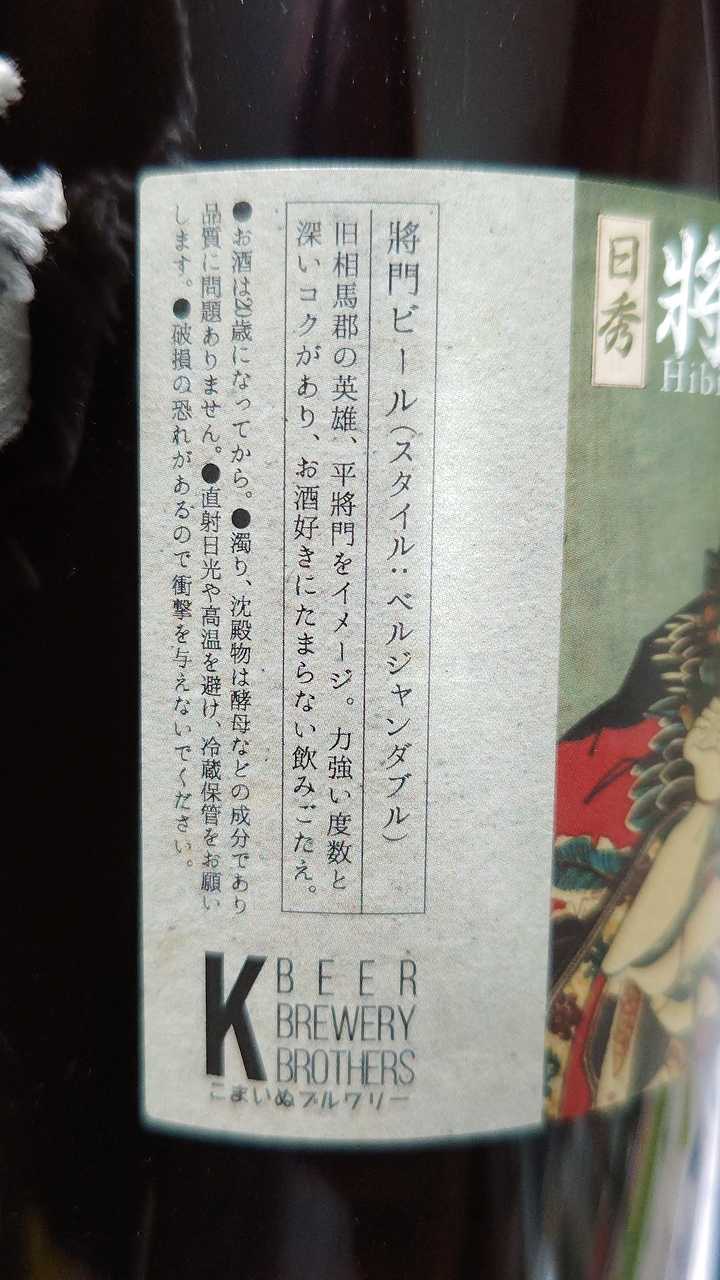 日秀
將
Hibi
將門ビール(スタイル:ベルジャンダブル)
旧相馬郡の英雄、平將門をイメージ。力強い度数と
深いコクがあり、お酒好きにたまらない飲みごたえ。
●お酒は20歳になってから。●濁り、沈殿物は酵母などの成分であり
品質に問題ありません。●直射日光や高温を避け、冷蔵保管をお願い
します。●破損の恐れがあるので衝撃を与えないでください。
K BEER
BREWERY
BROTHERS
こまいぬブルワリー